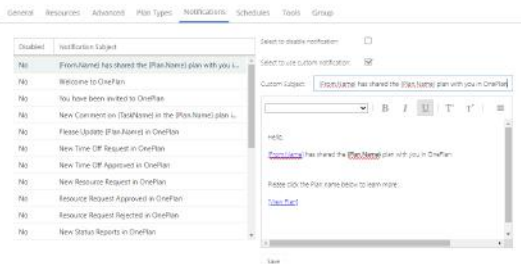 General Resources Advanced Plan Types Notifications Schedules Tools Group
Disabled Notification Subject
No {From.Name} has shared the {Plan.Name} plan with you i...
No Welcome to OnePlan
No You have been invited to OnePlan
No New Comment on {TaskName} in the {Plan.Name} plan i...
No Please Update {Plan.Name} in OnePlan
No New Time Off Request in OnePlan
No New Time Off Approved in OnePlan
No New Resource Request in OnePlan
No Resource Request Approved in OnePlan
No Resource Request Rejected in OnePlan
No New Status Reports in OnePlan
Select to disable notification:
Select to use custom notification:
Custom Subject: {From.Name} has shared the {Plan.Name} plan with you in OnePlan
B I U
Hello,
{From.Name} has shared the {Plan.Name} plan with you in OnePlan
Please click the Plan name below to learn more...
{View Plan}
Save